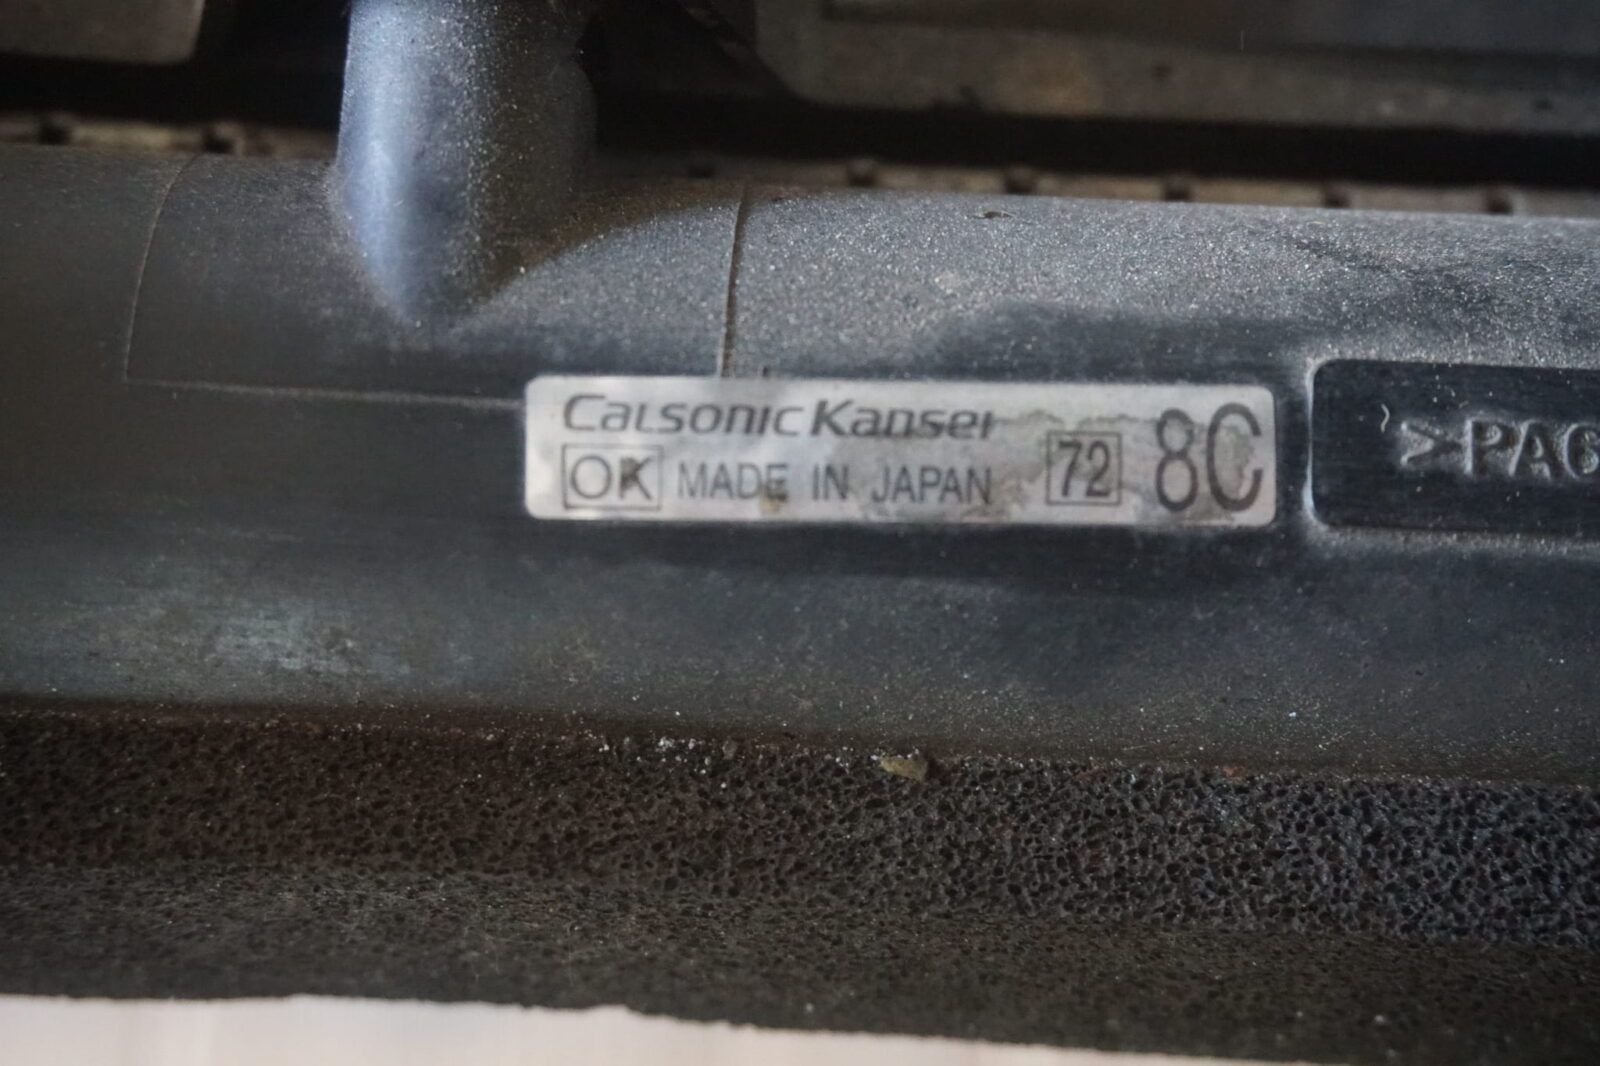 CalsonicKansei
OK MADE IN JAPAN 72 8C
>PA6